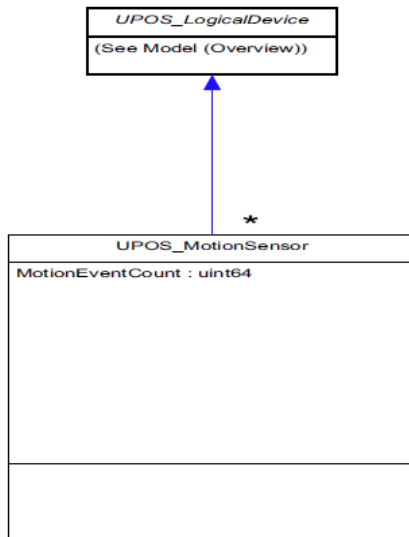 UPOS_LogicalDevice
(See Model (Overview))
*
UPOS_MotionSensor
MotionEventCount : uint64